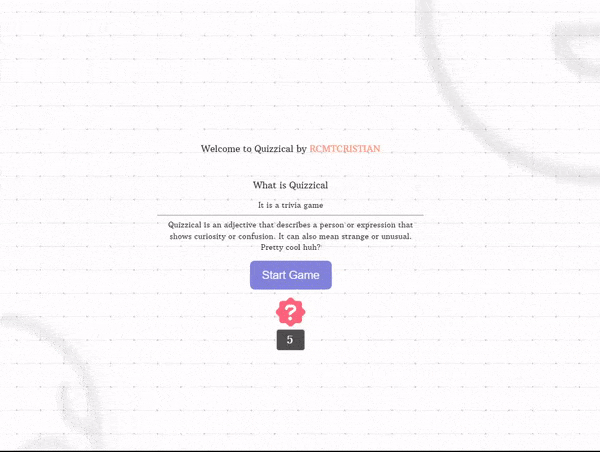 Welcome to Quizzical by RCMTCRISTIAN
What is Quizzical
It is a trivia game
Quizzical is an adjective that describes a person or expression that
shows curiosity or confusion. It can also mean strange or unusual.
Pretty cool huh?
Start Game
?
5